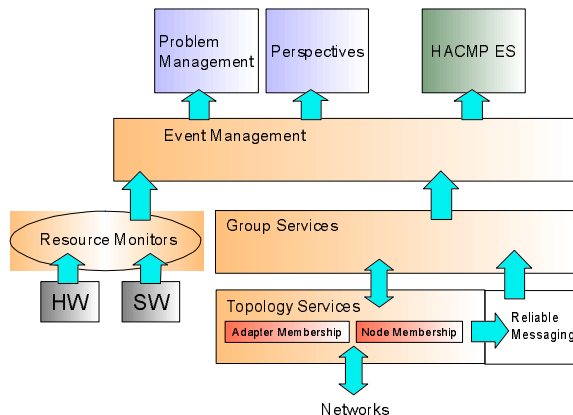 Problem
Management
Perspectives
HACMP ES
Event Management
Resource Monitors
Group Services
HW
SW
Topology Services
Adapter Membership
Node Membership
Reliable
Messaging
Networks